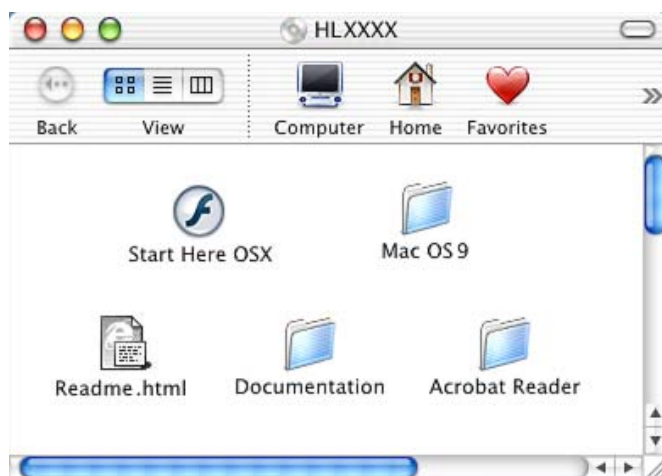 HLXXXX
Back View Computer Home Favorites
Start Here OSX Mac OS 9
Readme.html Documentation Acrobat Reader